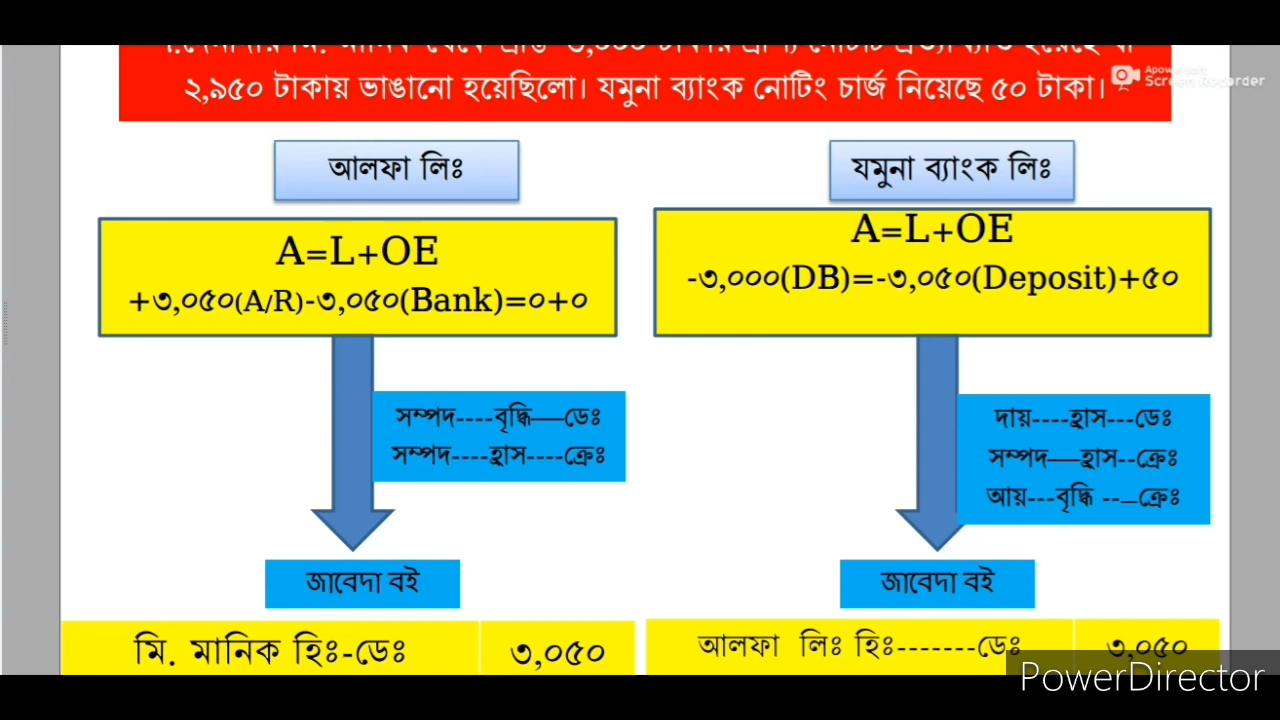 ২,৯৫০ টাকায় ভাঙানো হয়েছিলো। যমুনা ব্যাংক নোটিং চার্জ নিয়েছে ৫০ টাকা।
Apowersoft
Screen Recorder
আলফা লিঃ
যমুনা ব্যাংক লিঃ
A=L+OE
+৩,০৫০(A/R)-৩,০৫০(Bank)=০+০
A=L+OE
-৩,০০০(DB)=-৩,০৫০(Deposit)+৫০
সম্পদ----বৃদ্ধি—–ডেঃ
সম্পদ----হ্রাস----ক্রেঃ
দায়----হ্রাস---ডেঃ
সম্পদ—–হ্রাস--ক্রেঃ
আয়---বৃদ্ধি --–ক্রেঃ
জাবেদা বই
জাবেদা বই
মি. মানিক হিঃ-ডেঃ ৩,০৫০
আলফা লিঃ হিঃ-------ডেঃ ৩,০৫০
PowerDirector